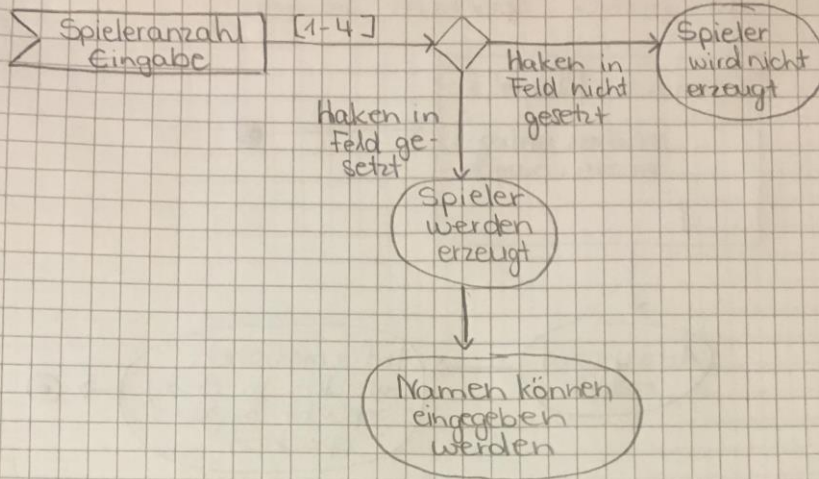 Spieleranzahl
Eingabe
[1-4]
Haken in
Feld nicht
gesetzt
Spieler
wird nicht
erzeugt
Haken in
Feld ge-
setzt
Spieler
werden
erzeugt
Namen können
eingegeben
werden